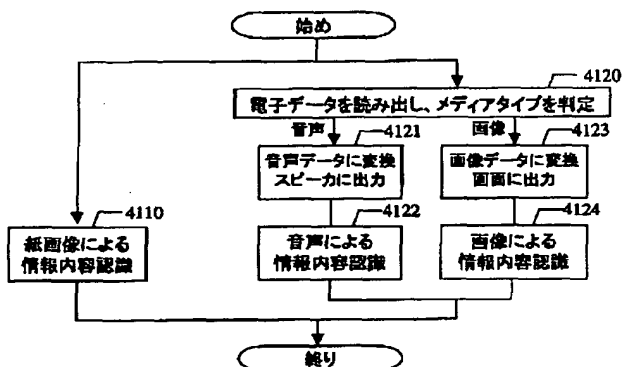 始め
4120
電子データを読み出し、メディアタイプを判定
音声
4121
画像
4123
音声データに変換
スピーカに出力
画像データに変換
画面に出力
4110
4122
4124
紙画像による
情報内容認識
音声による
情報内容認識
画像による
情報内容認識
終り